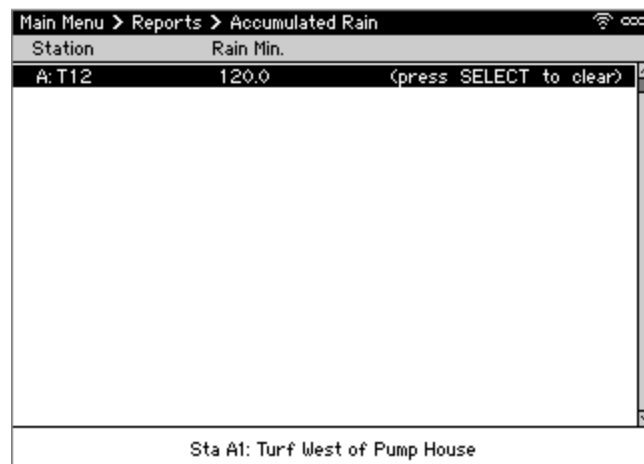 Main Menu > Reports > Accumulated Rain
Station Rain Min.
A: T12 120.0 (press SELECT to clear)
Sta A1: Turf West of Pump House